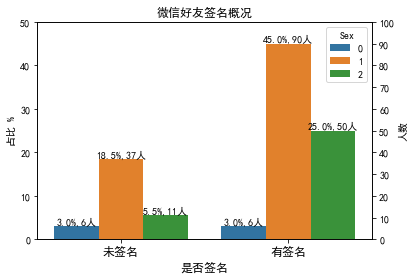 微信好友签名概况
50
40
30
20
10
0
占比 %
3.0%,6人
18.5%,37人
5.5%,11人
3.0%,6人
45.0%,90人
25.0%,50人
Sex
0
1
2
100
90
80
70
60
50
40
30
20
10
0
人数
未签名
有签名
是否签名